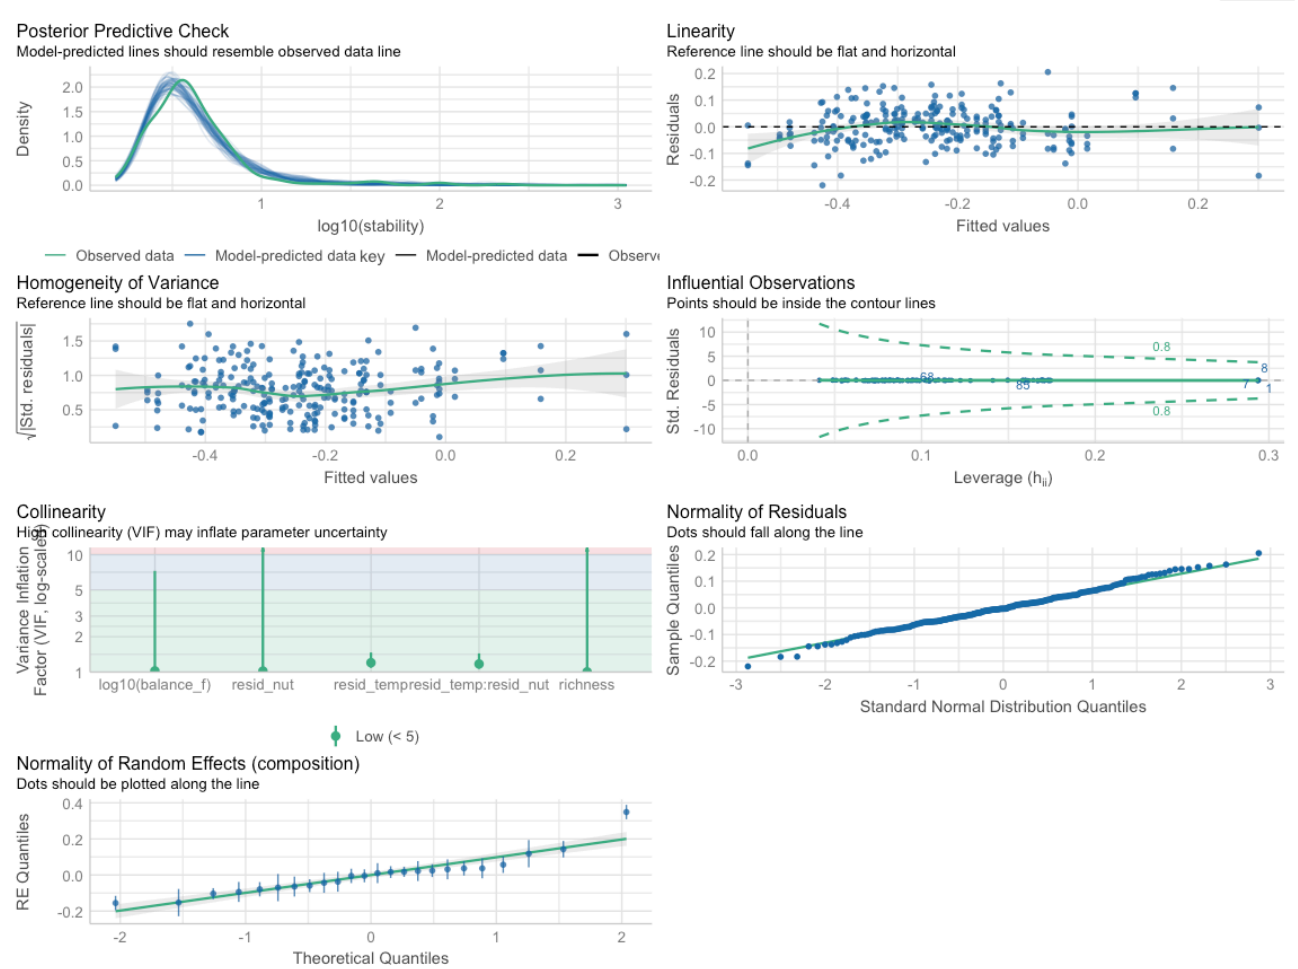 Posterior Predictive Check
Model-predicted lines should resemble observed data line
Density
2.0
1.5
1.0
0.5
0.0
1
2
3
log10(stability)
Observed data
Model-predicted data
key
Model-predicted data
Observe
Linearity
Reference line should be flat and horizontal
Residuals
0.2
0.1
0.0
-0.1
-0.2
-0.4
-0.2
0.0
0.2
Fitted values
Homogeneity of Variance
Reference line should be flat and horizontal
√|Std. residuals|
1.5
1.0
0.5
-0.4
-0.2
0.0
0.2
Fitted values
Influential Observations
Points should be inside the contour lines
Std. Residuals
10
5
0
-5
-10
0.8
0.8
68
85
7
8
1
0.0
0.1
0.2
0.3
Leverage (hii)
Collinearity
High collinearity (VIF) may inflate parameter uncertainty
Variance Inflation
Factor (VIF, log-scaled)
10
5
3
2
1
log10(balance_f)
resid_nut
resid_temp
resid_temp:resid_nut
richness
Low (< 5)
Normality of Residuals
Dots should fall along the line
Sample Quantiles
0.2
0.1
0.0
-0.1
-0.2
-3
-2
-1
0
1
2
3
Standard Normal Distribution Quantiles
Normality of Random Effects (composition)
Dots should be plotted along the line
RE Quantiles
0.4
0.2
0.0
-0.2
-2
-1
0
1
2
Theoretical Quantiles